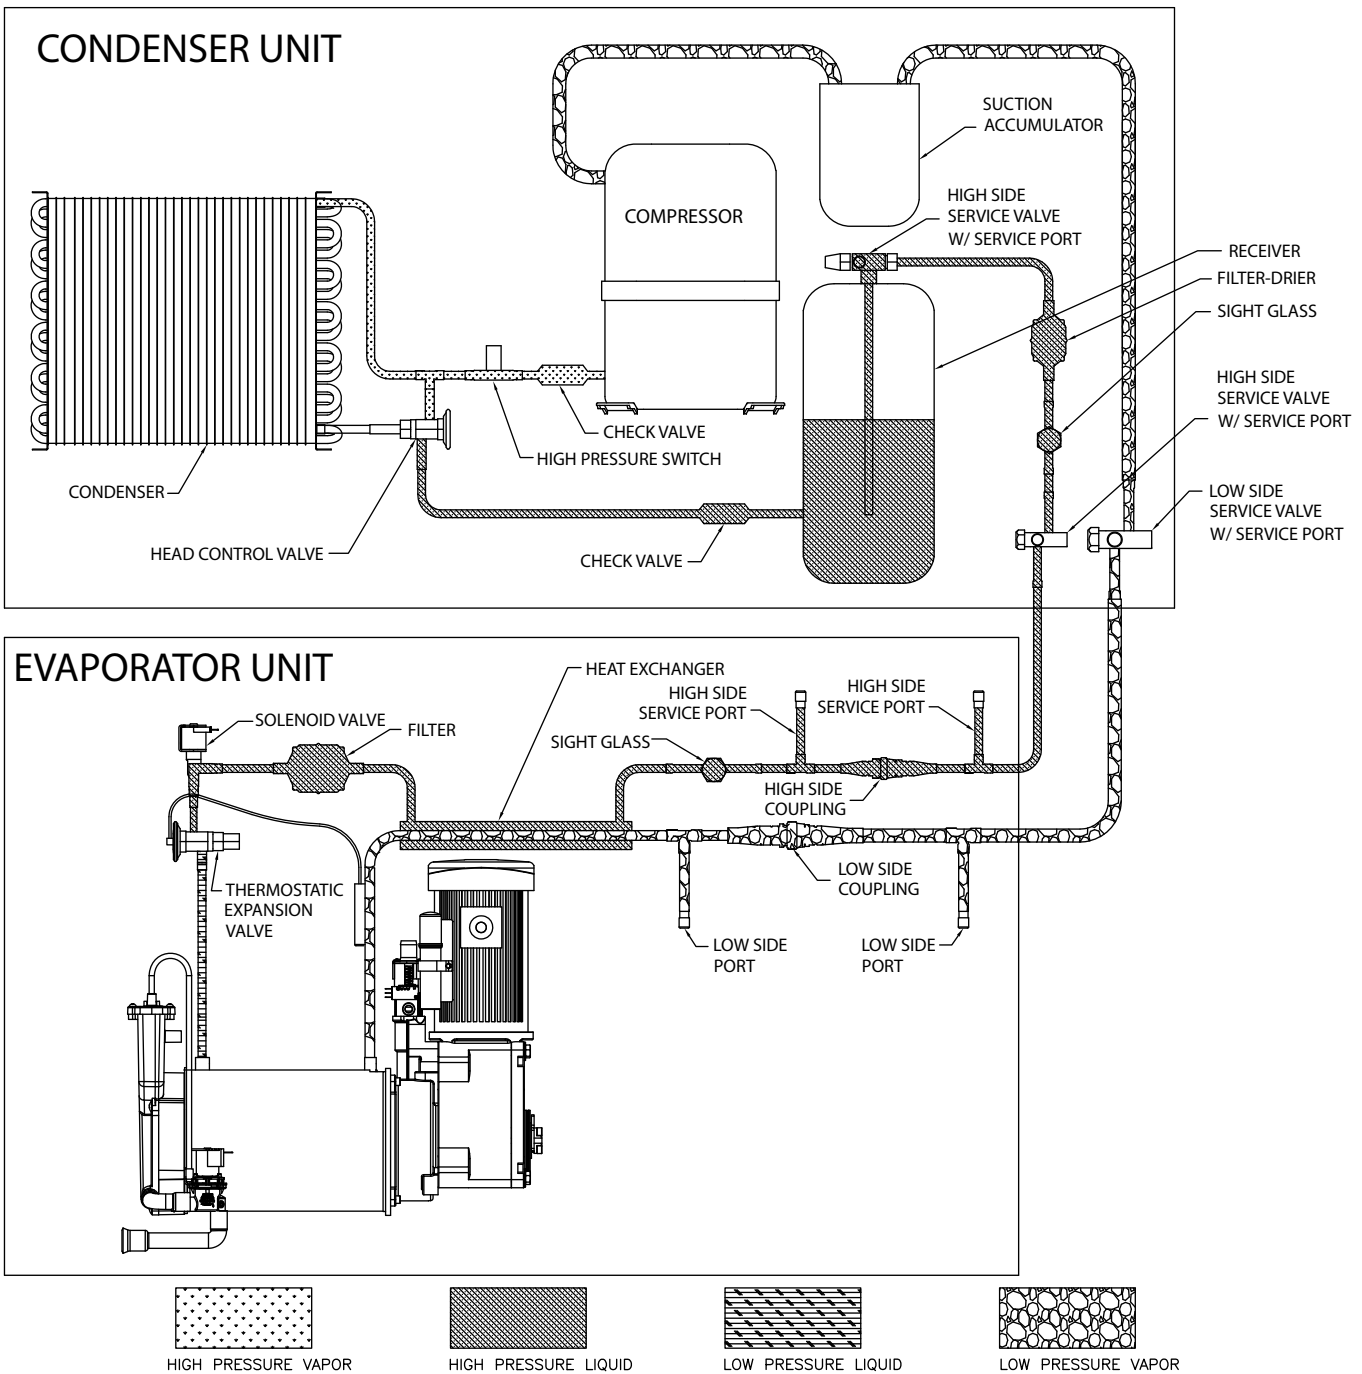 CONDENSER UNIT
SUCTION
ACCUMULATOR
COMPRESSOR
HIGH SIDE
SERVICE VALVE
W/ SERVICE PORT
RECEIVER
FILTER-DRIER
SIGHT GLASS
HIGH SIDE
SERVICE VALVE
W/ SERVICE PORT
CHECK VALVE
HIGH PRESSURE SWITCH
CONDENSER
LOW SIDE
SERVICE VALVE
W/ SERVICE PORT
HEAD CONTROL VALVE
CHECK VALVE
EVAPORATOR UNIT
HEAT EXCHANGER
HIGH SIDE
SERVICE PORT
HIGH SIDE
SERVICE PORT
SOLENOID VALVE
FILTER
SIGHT GLASS
HIGH SIDE
COUPLING
THERMOSTATIC
EXPANSION
VALVE
LOW SIDE
COUPLING
LOW SIDE
PORT
LOW SIDE
PORT
HIGH PRESSURE VAPOR
HIGH PRESSURE LIQUID
LOW PRESSURE LIQUID
LOW PRESSURE VAPOR